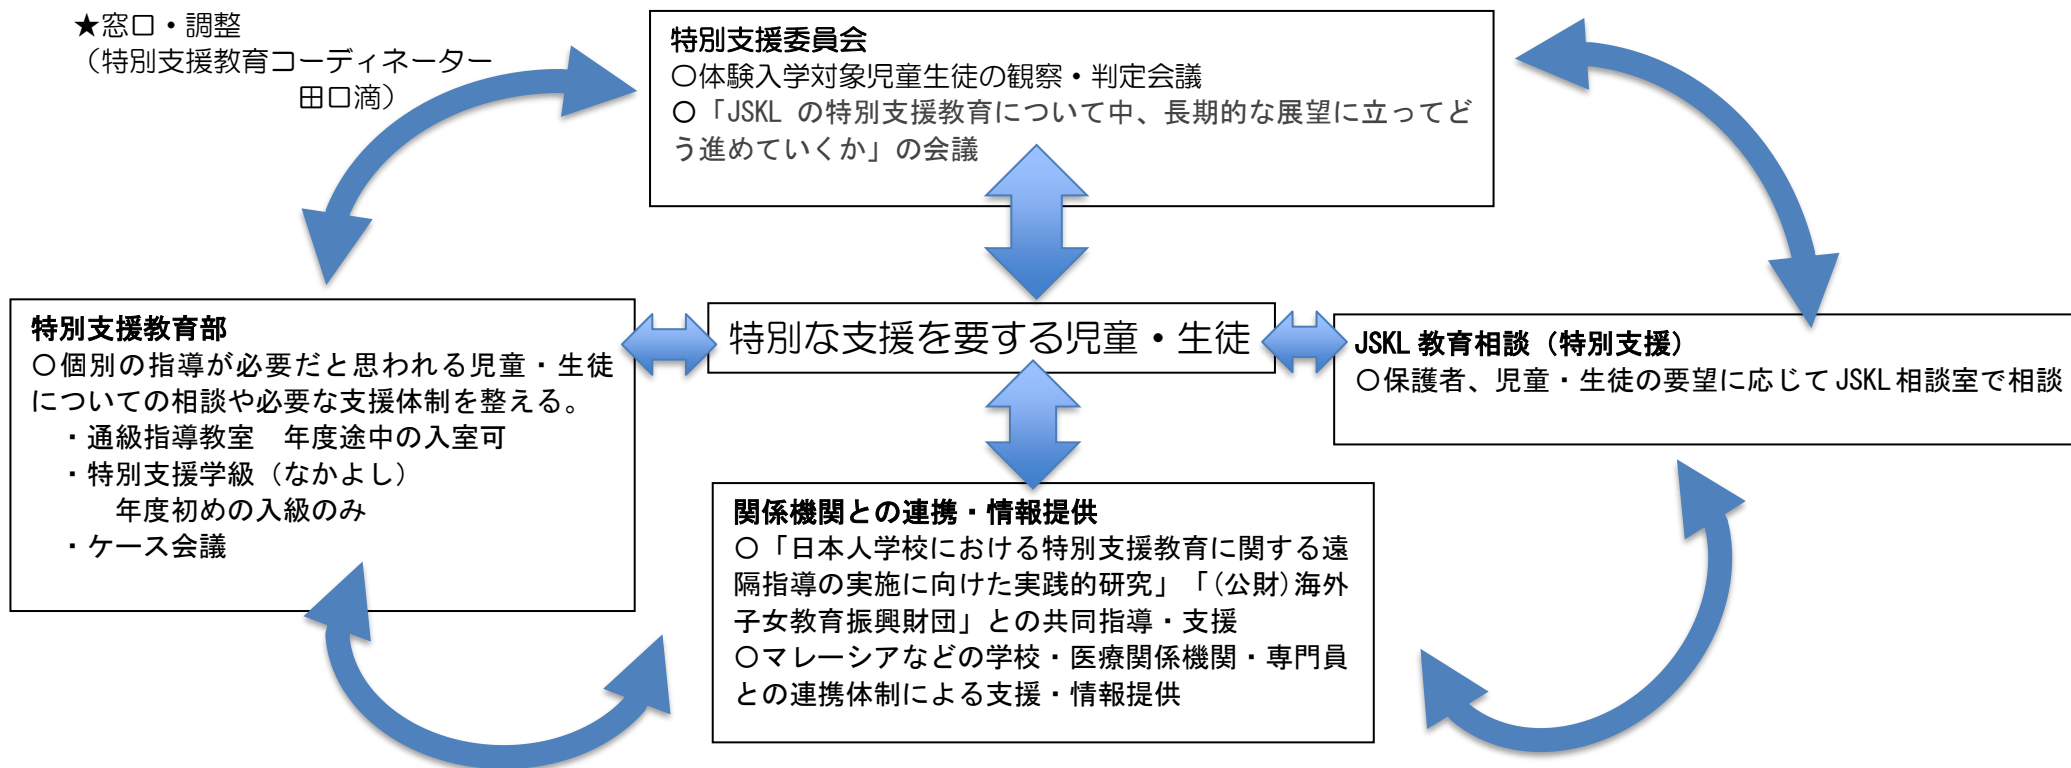 ★窓口・調整
（特別支援教育コーディネーター
田口滴）
特別支援委員会
○体験入学対象児童生徒の観察・判定会議
○「JSKL の特別支援教育について中、長期的な展望に立ってど
う進めていくか」の会議
特別支援教育部
○個別の指導が必要だと思われる児童・生徒
についての相談や必要な支援体制を整える。
・通級指導教室　年度途中の入室可
・特別支援学級（なかよし）
年度初めの入級のみ
・ケース会議
特別な支援を要する児童・生徒
JSKL 教育相談（特別支援）
○保護者、児童・生徒の要望に応じて JSKL 相談室で相談
関係機関との連携・情報提供
○「日本人学校における特別支援教育に関する遠
隔指導の実施に向けた実践的研究」「(公財)海外
子女教育振興財団」との共同指導・支援
○マレーシアなどの学校・医療関係機関・専門員
との連携体制による支援・情報提供